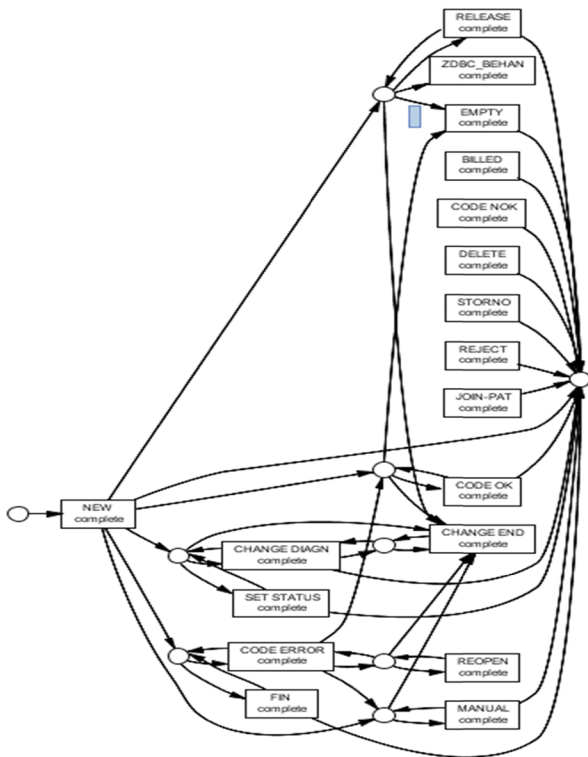 RELEASE
complete
ZDBC_BEHAN
complete
EMPTY
complete
BILLED
complete
CODE NOK
complete
DELETE
complete
STORNO
complete
REJECT
complete
JOIN-PAT
complete
NEW
complete
CODE OK
complete
CHANGE DIAGN
complete
CHANGE END
complete
SET STATUS
complete
CODE ERROR
complete
REOPEN
complete
FIN
complete
MANUAL
complete